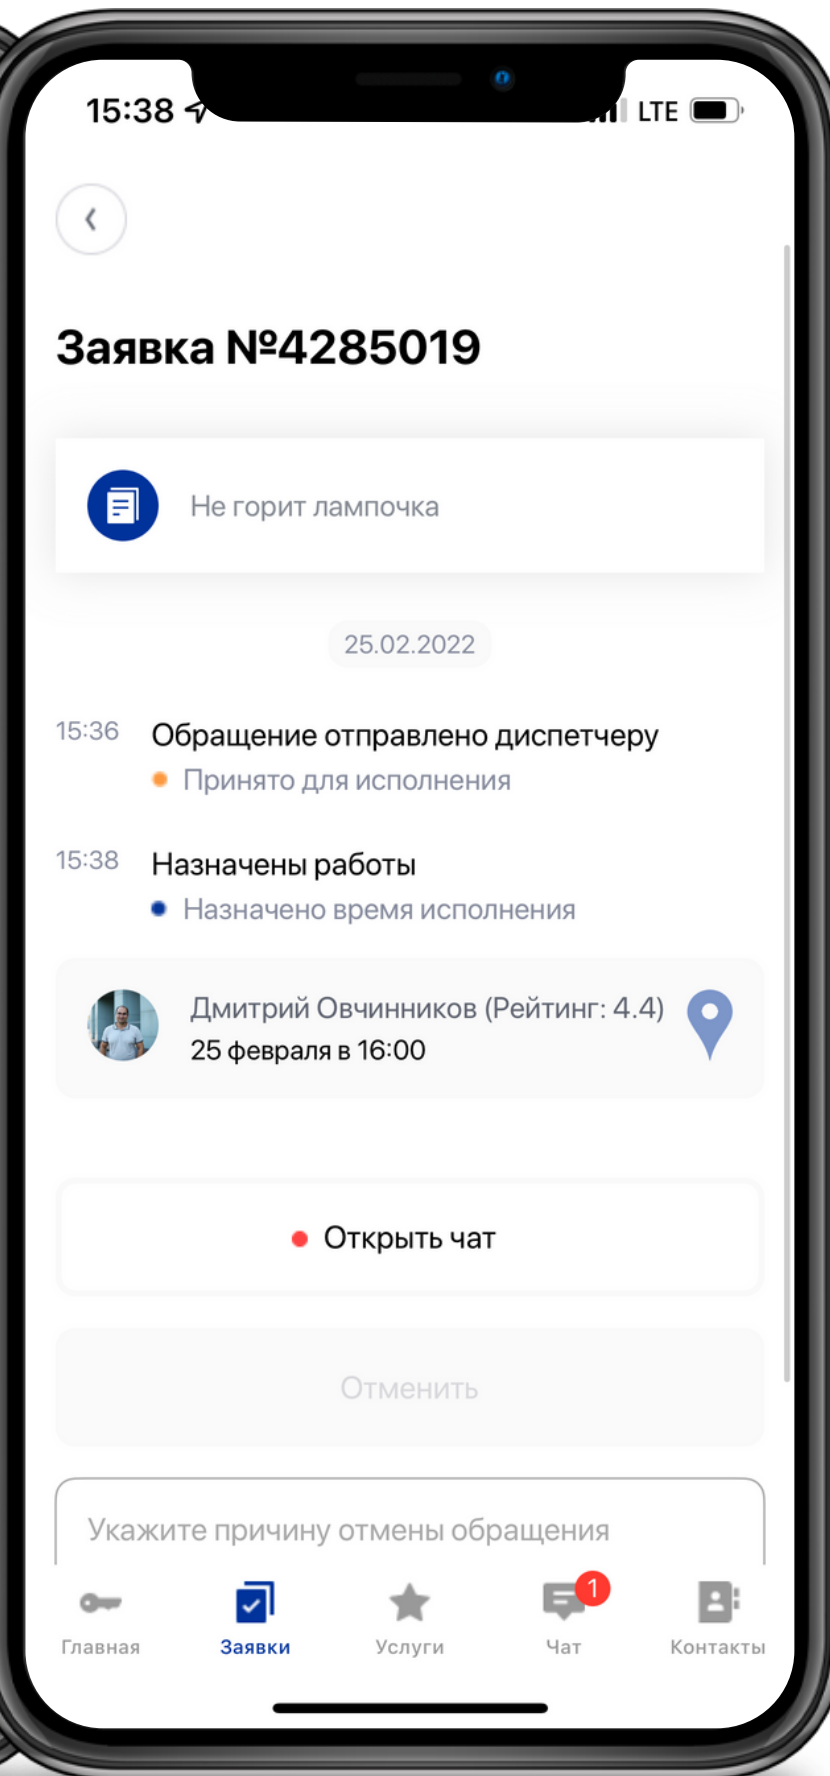 15:38 LTE
Заявка №4285019
Не горит лампочка
25.02.2022
15:36 Обращение отправлено диспетчеру
Принято для исполнения
15:38 Назначены работы
Назначено время исполнения
Дмитрий Овчинников (Рейтинг: 4.4)
25 февраля в 16:00
Открыть чат
Отменить
Укажите причину отмены обращения
1
Главная Заявки Услуги Чат Контакты